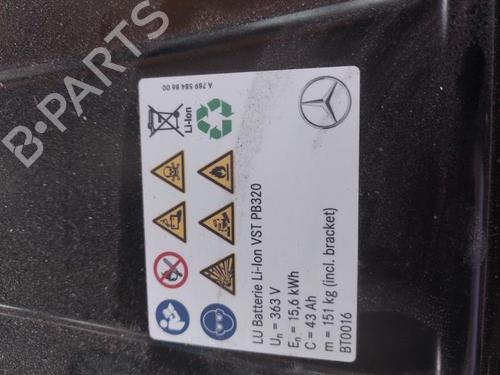 B-PARTS
A 789 584 86 00
Li-Ion
LU Batterie LI-Ion VST PB320
Un = 363 V
En = 15,6 kWh
C = 43 Ah
m = 151 kg (incl. bracket)
BT0016